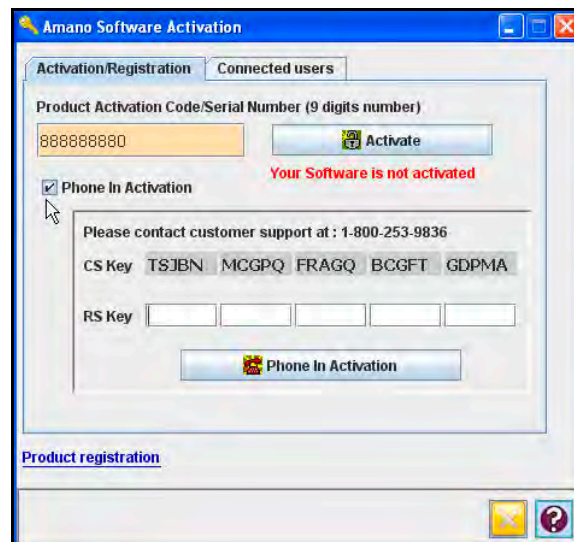 Amano Software Activation
Activation/Registration Connected users
Product Activation Code/Serial Number (9 digits number)
888888880 Activate
Your Software is not activated
Phone In Activation
Please contact customer support at : 1-800-253-9836
CS Key TSJBN MCGPQ FRAGQ BCGFT GDPMA
RS Key
Phone In Activation
Product registration